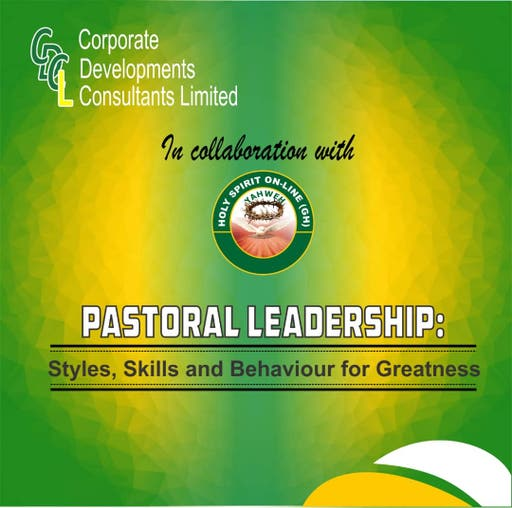 CDCL
Corporate
Developments
Consultants Limited
In collaboration with
HOLY SPIRIT ON-LINE (GH)
YAHWEH
PASTORAL LEADERSHIP:
Styles, Skills and Behaviour for Greatness